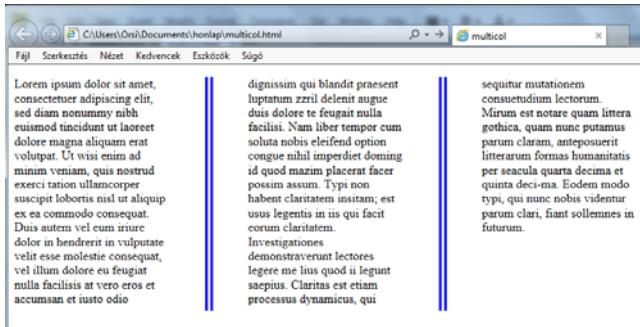 C:\Users\Orsi\Documents\honlap\multicol.html
multicol
Fájl Szerkesztés Nézet Kedvencek Eszközök Súgó
Lorem ipsum dolor sit amet,
consectetuer adipiscing elit,
sed diam nonummy nibh
euismod tincidunt ut laoreet
dolore magna aliquam erat
volutpat. Ut wisi enim ad
minim veniam, quis nostrud
exerci tation ullamcorper
suscipit lobortis nisl ut aliquip
ex ea commodo consequat.
Duis autem vel eum iriure
dolor in hendrerit in vulputate
velit esse molestie consequat,
vel illum dolore eu feugiat
nulla facilisis at vero eros et
accumsan et iusto odio
dignissim qui blandit praesent
luptatum zzril delenit augue
duis dolore te feugait nulla
facilisi. Nam liber tempor cum
soluta nobis eleifend option
congue nihil imperdiet doming
id quod mazim placerat facer
possim assum. Typi non
habent claritatem insitam; est
usus legentis in iis qui facit
eorum claritatem.
Investigationes
demonstraverunt lectores
legere me lius quod ii legunt
saepius. Claritas est etiam
processus dynamicus, qui
sequitur mutationem
consuetudium lectorum.
Mirum est notare quam littera
gothica, quam nunc putamus
parum claram, anteposuerit
litterarum formas humanitatis
per seacula quarta decima et
quinta deci-ma. Eodem modo
typi, qui nunc nobis videntur
parum clari, fiant sollemnes in
futurum.